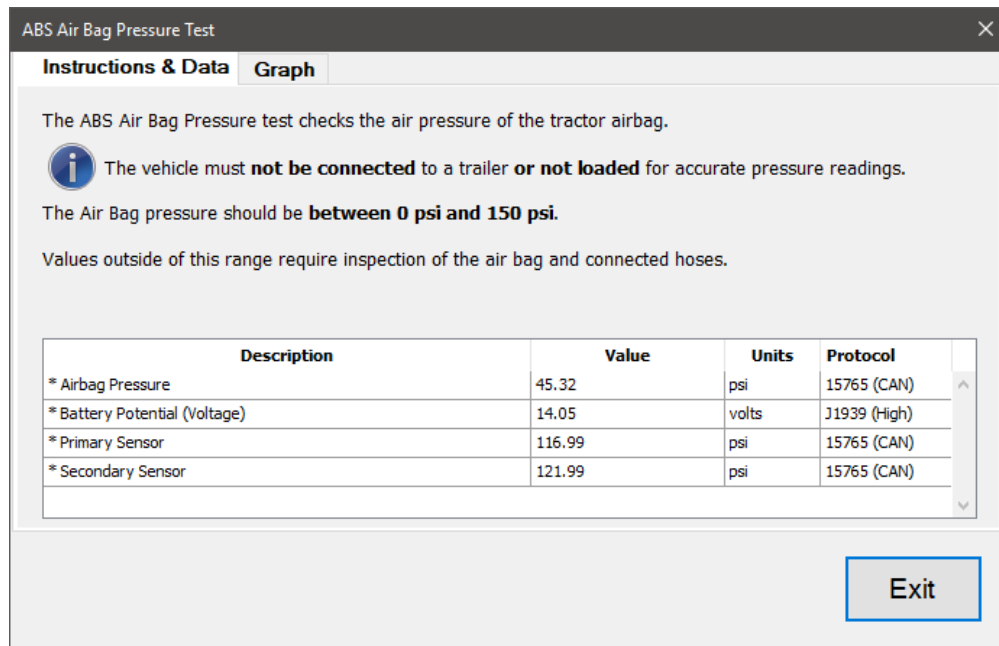 ABS Air Bag Pressure Test
Instructions & Data Graph
The ABS Air Bag Pressure test checks the air pressure of the tractor airbag.
The vehicle must not be connected to a trailer or not loaded for accurate pressure readings.
The Air Bag pressure should be between 0 psi and 150 psi.
Values outside of this range require inspection of the air bag and connected hoses.
Description Value Units Protocol
* Airbag Pressure 45.32 psi 15765 (CAN)
* Battery Potential (Voltage) 14.05 volts J1939 (High)
* Primary Sensor 116.99 psi 15765 (CAN)
* Secondary Sensor 121.99 psi 15765 (CAN)
Exit